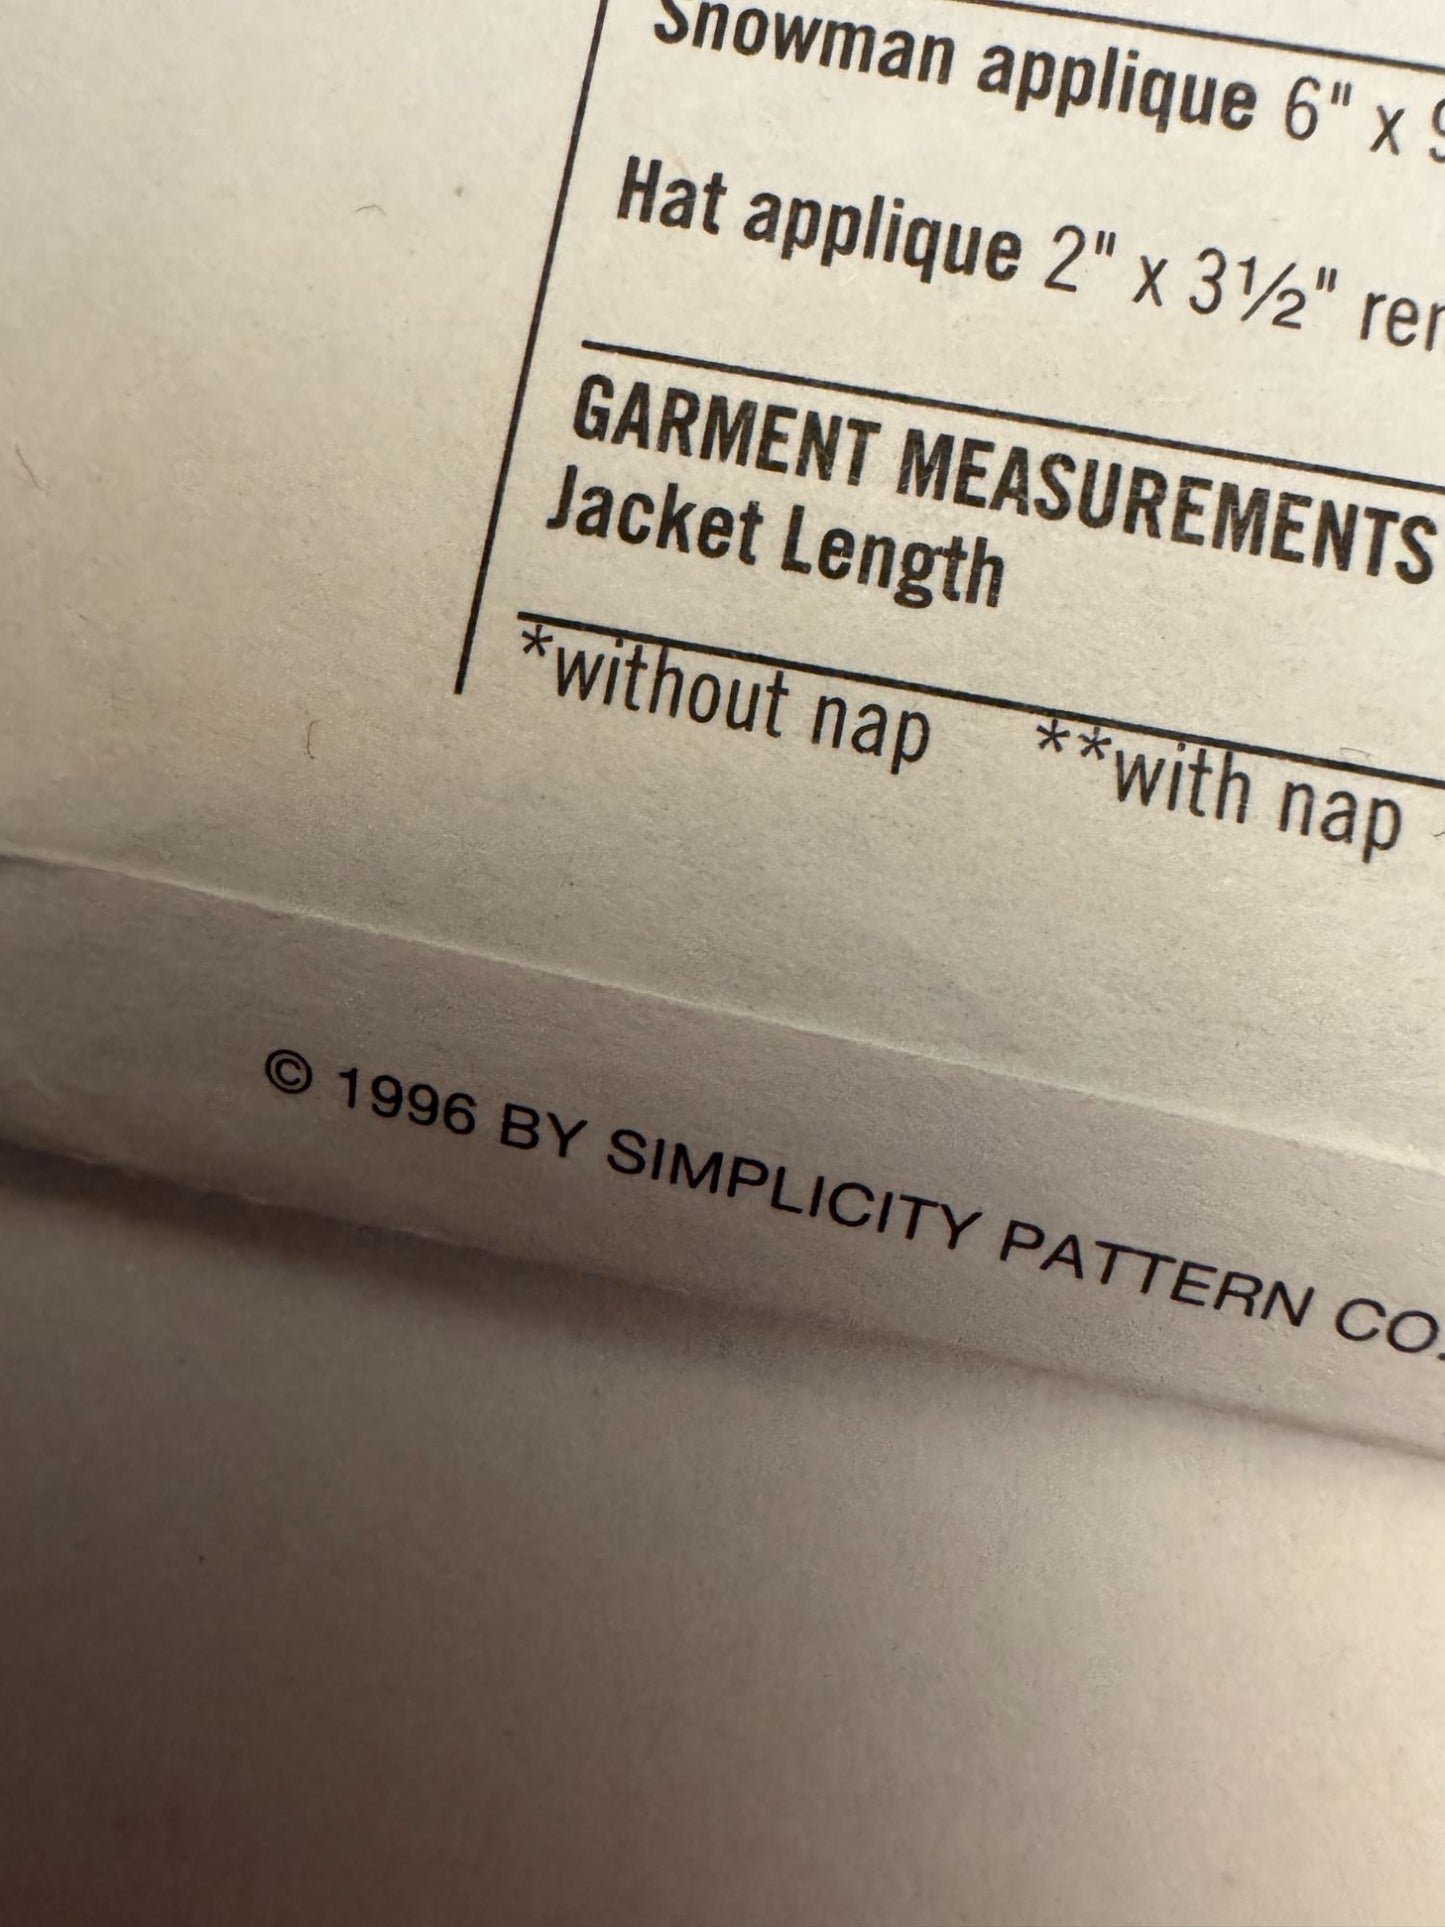 Snowman applique 6" x
Hat applique 2" x 3½"
GARMENT MEASUREMENTS
Jacket Length
*without nap **with nap
© 1996 BY SIMPLICITY PATTERN CO.